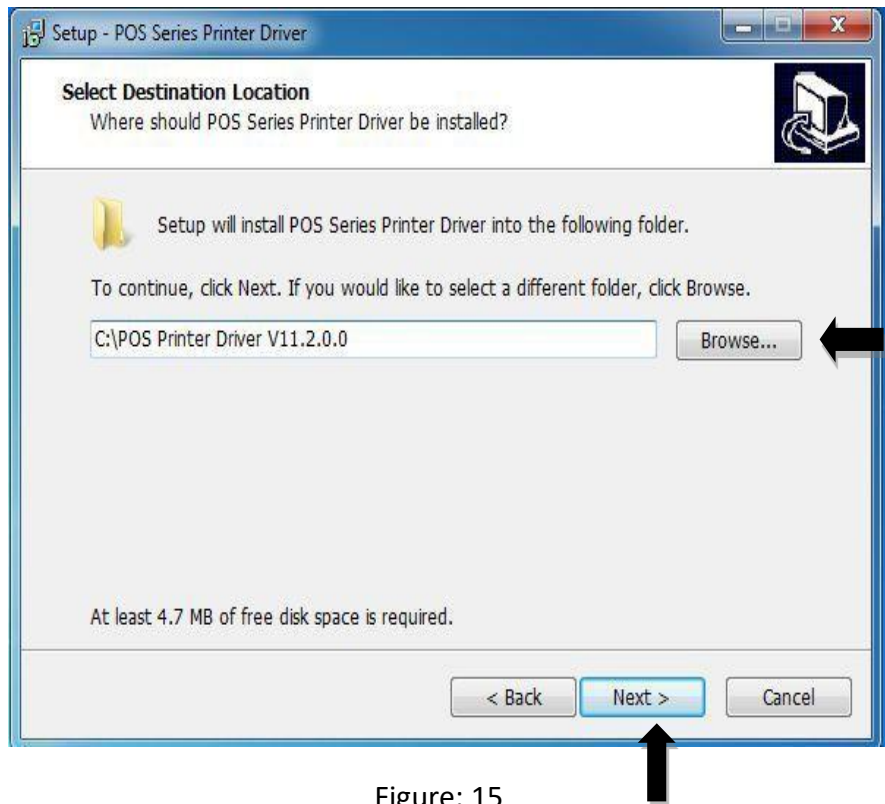 Setup - POS Series Printer Driver
Select Destination Location
Where should POS Series Printer Driver be installed?
Setup will install POS Series Printer Driver into the following folder.
To continue, click Next. If you would like to select a different folder, click Browse.
C:\POS Printer Driver V11.2.0.0
Browse...
At least 4.7 MB of free disk space is required.
< Back
Next >
Cancel
Figure: 15